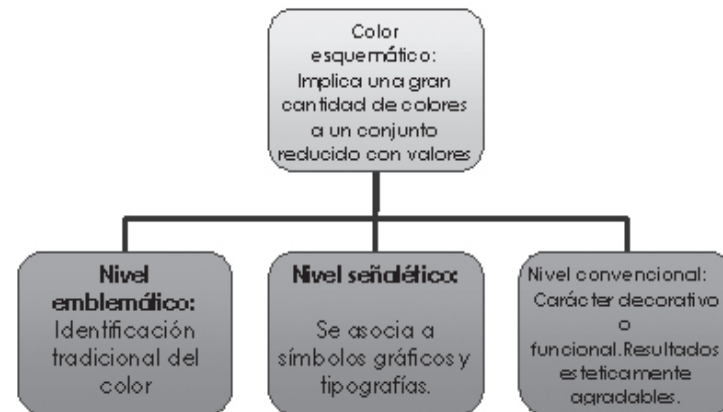 Color
esquemático:
Implica una gran
cantidad de colores
a un conjunto
reducido con valores
Nivel
emblemático:
Identificación
tradicional del
color
Nivel señalético:
Se asocia a
símbolos gráficos y
tipografías.
Nivel convencional:
Carácter decorativo
o
funcional.Resultados
esteticamente
agradables.